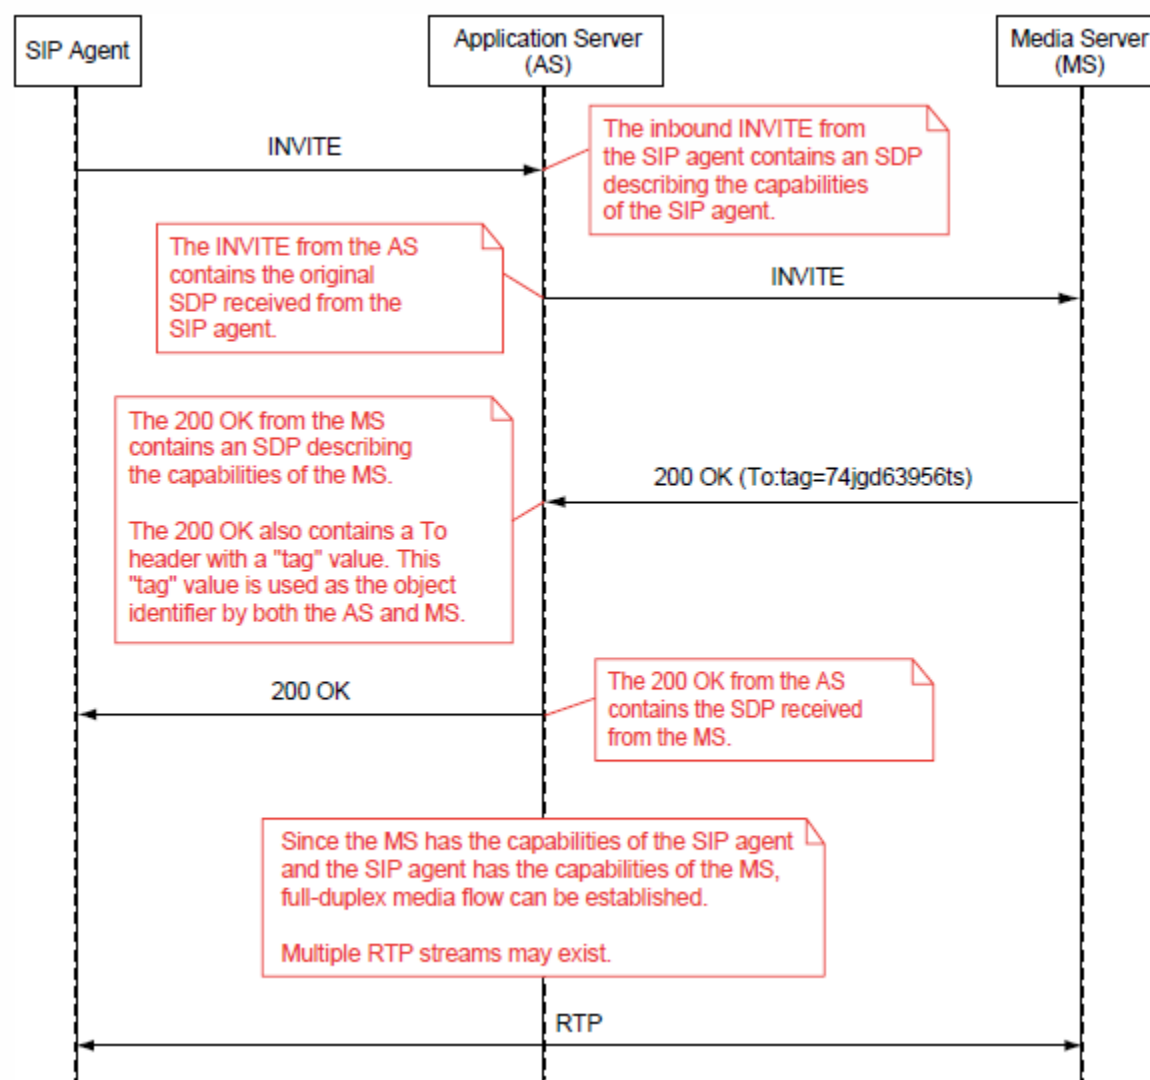 SIP Agent
Application Server
(AS)
Media Server
(MS)
INVITE
The inbound INVITE from
the SIP agent contains an SDP
describing the capabilities
of the SIP agent.
The INVITE from the AS
contains the original
SDP received from the
SIP agent.
INVITE
The 200 OK from the MS
contains an SDP describing
the capabilities of the MS.
The 200 OK also contains a To
header with a "tag" value. This
"tag" value is used as the object
identifier by both the AS and MS.
200 OK (To:tag=74jgd63956ts)
200 OK
The 200 OK from the AS
contains the SDP received
from the MS.
Since the MS has the capabilities of the SIP agent
and the SIP agent has the capabilities of the MS,
full-duplex media flow can be established.
Multiple RTP streams may exist.
RTP